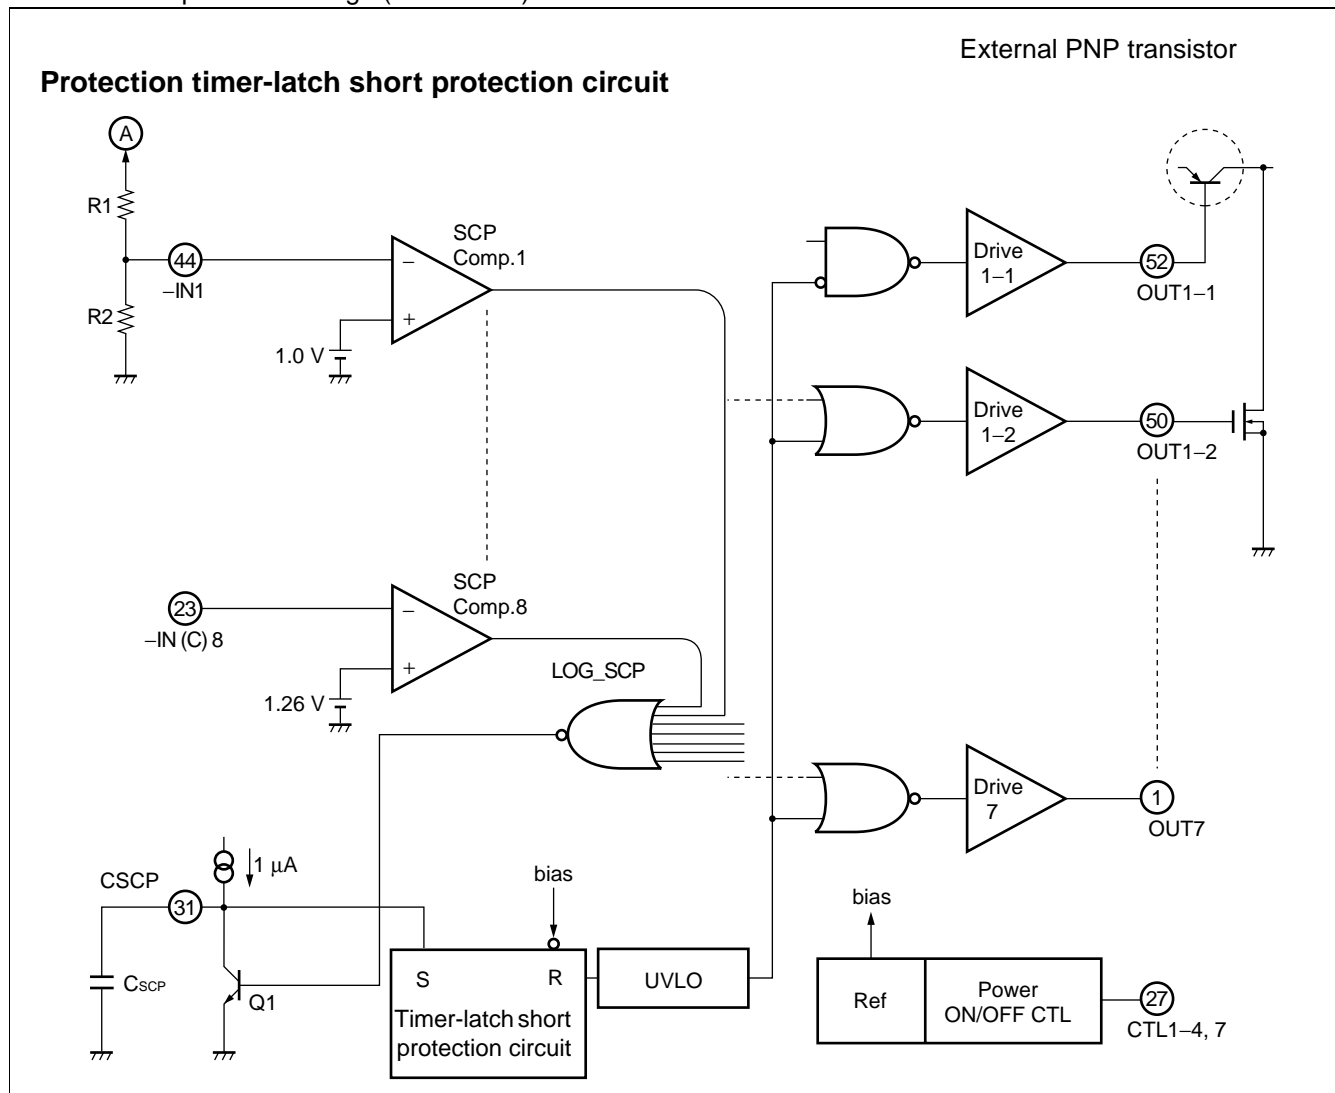 External PNP transistor
Protection timer-latch short protection circuit
A
R1
SCP
Comp.1
44
−
Drive
1−1
52
−IN1
OUT1−1
R2
+
1.0 V
Drive
1−2
50
OUT1−2
SCP
Comp.8
23
−
−IN (C) 8
LOG_SCP
+
1.26 V
Drive
7
1
OUT7
1 μA
CSCP
bias
bias
31
S
R
UVLO
Ref
Power
ON/OFF CTL
27
CSCP
Q1
CTL1−4, 7
Timer-latch short
protection circuit